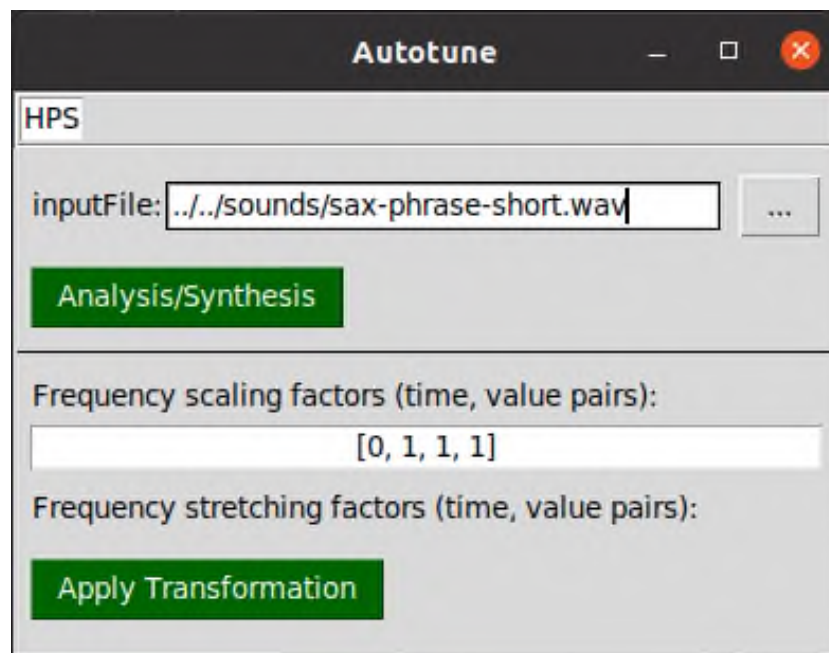 Autotune
HPS
inputFile: ../../sounds/sax-phrase-short.wav ...
Analysis/Synthesis
Frequency scaling factors (time, value pairs):
[0, 1, 1, 1]
Frequency stretching factors (time, value pairs):
Apply Transformation